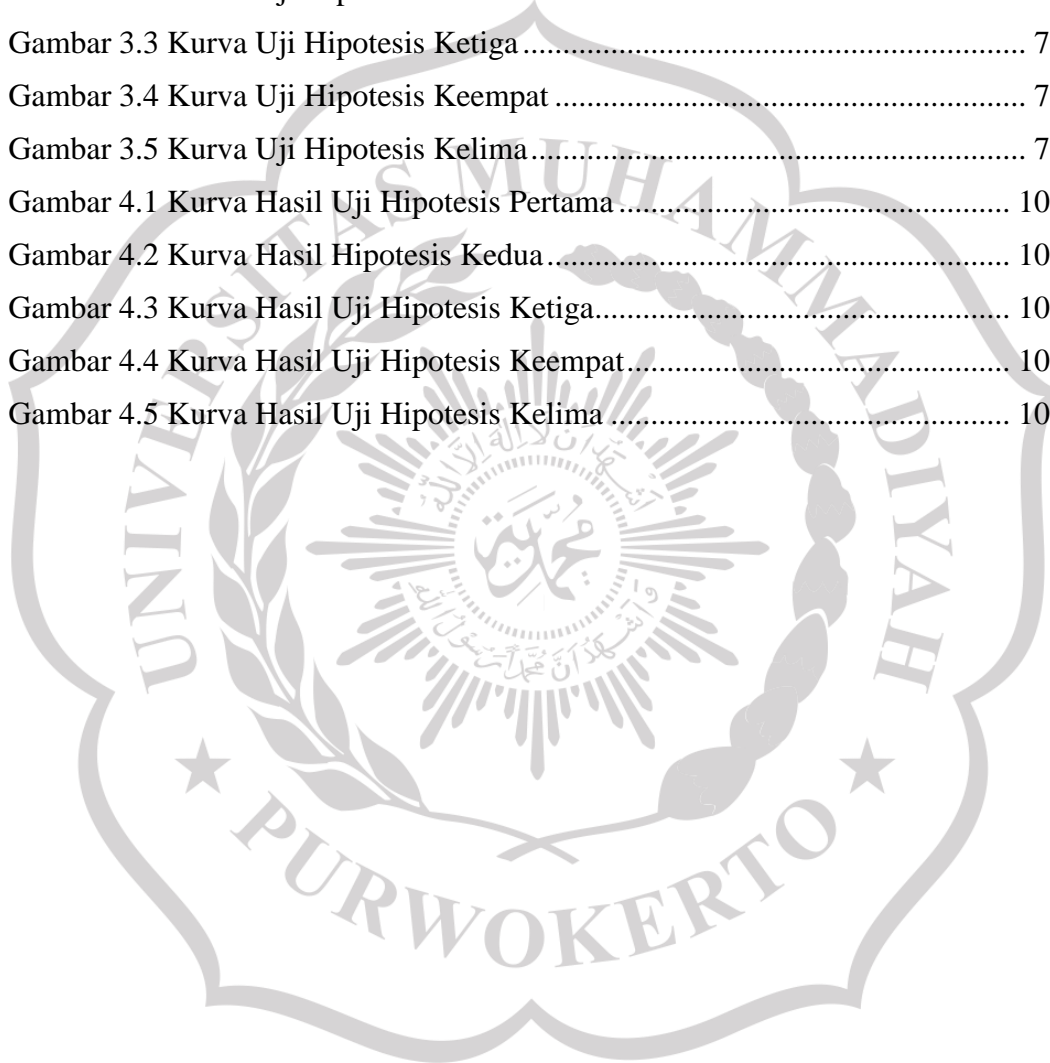 Gambar 3.3 Kurva Uji Hipotesis Ketiga ............................................................... 7
Gambar 3.4 Kurva Uji Hipotesis Keempat ........................................................... 7
Gambar 3.5 Kurva Uji Hipotesis Kelima .............................................................. 7
Gambar 4.1 Kurva Hasil Uji Hipotesis Pertama ................................................. 10
Gambar 4.2 Kurva Hasil Hipotesis Kedua .......................................................... 10
Gambar 4.3 Kurva Hasil Uji Hipotesis Ketiga.................................................... 10
Gambar 4.4 Kurva Hasil Uji Hipotesis Keempat................................................ 10
Gambar 4.5 Kurva Hasil Uji Hipotesis Kelima .................................................. 10
UNIVERSITAS MUHAMMADIYAH
PURWOKERTO